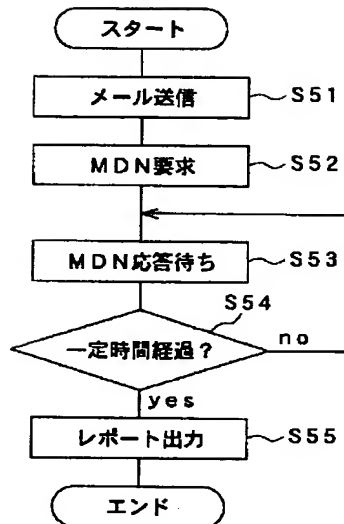 スタート
メール送信 S51
MDN要求 S52
MDN応答待ち S53
S54
一定時間経過? no
yes
レポート出力 S55
エンド